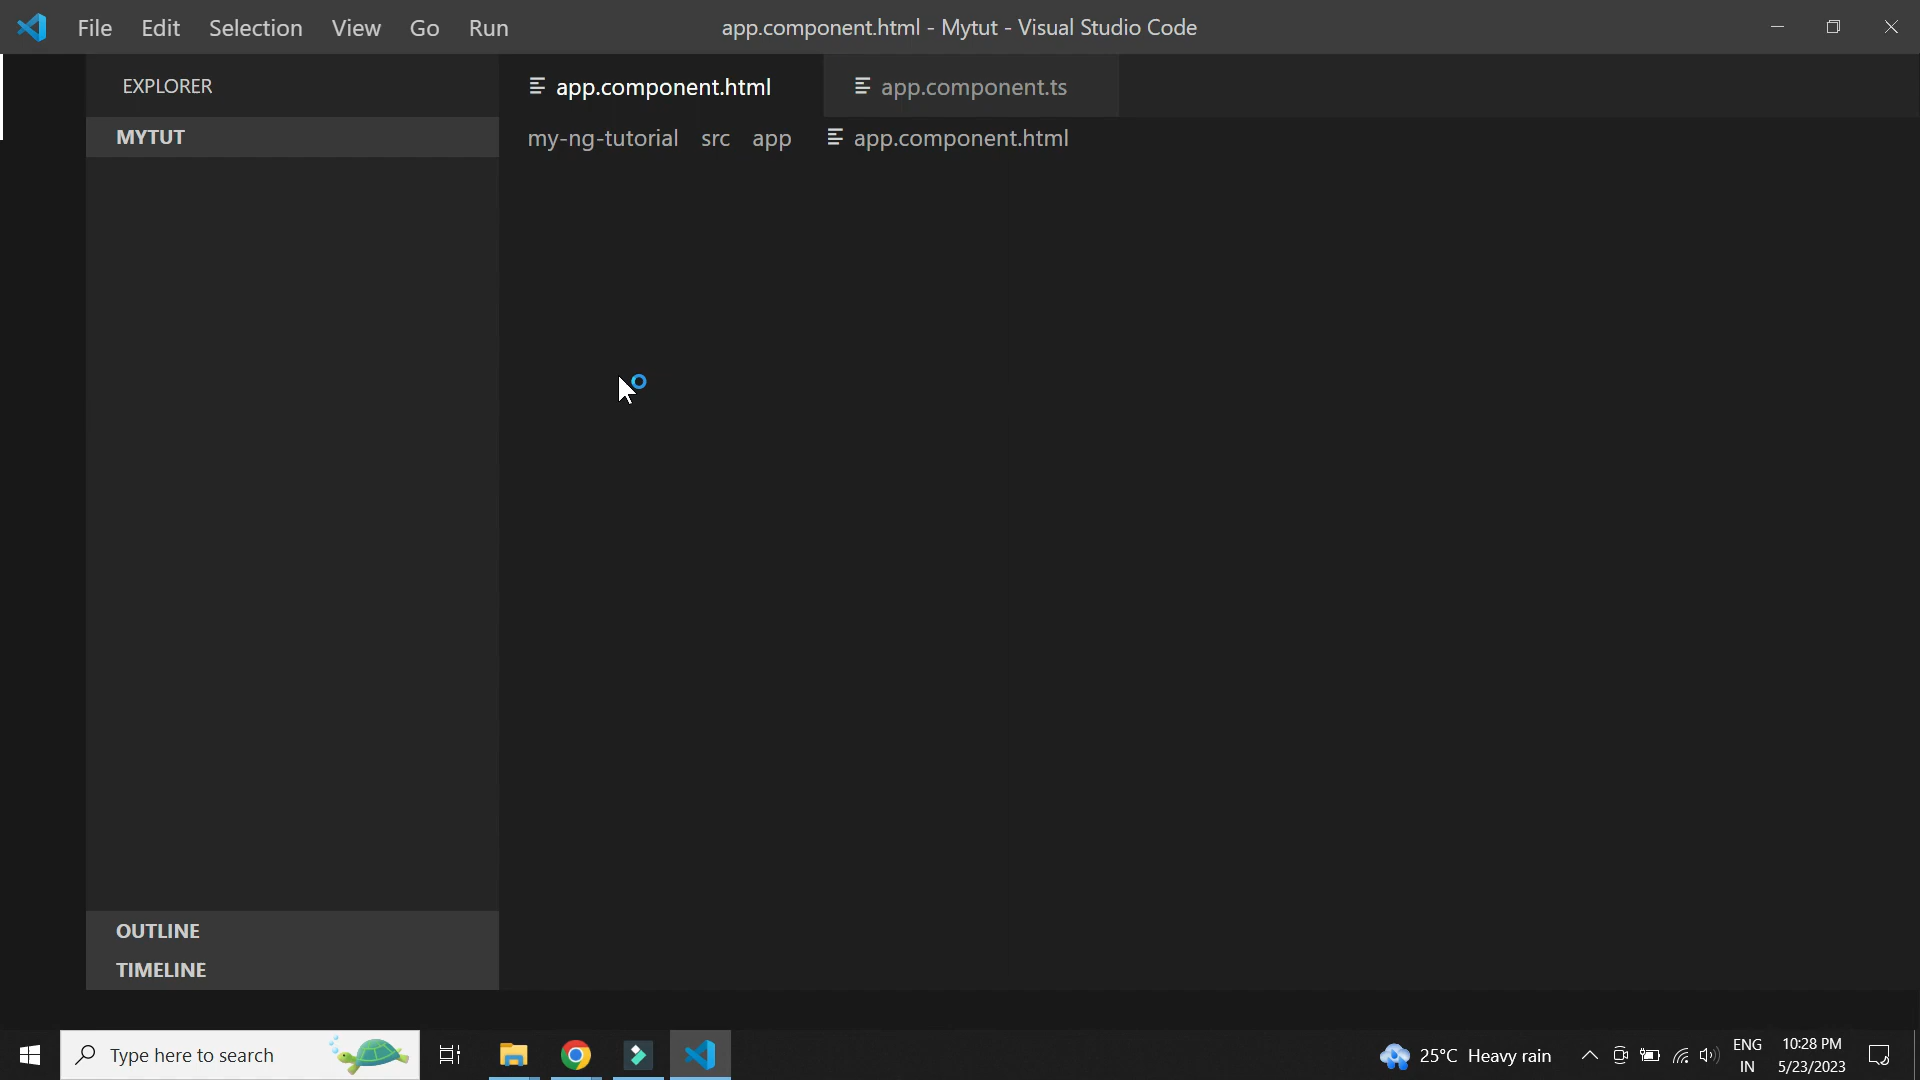 File Edit Selection View Go Run
app.component.html - Mytut - Visual Studio Code
EXPLORER
app.component.html
app.component.ts
MYTUT
my-ng-tutorial src app app.component.html
OUTLINE
TIMELINE
Type here to search
25°C Heavy rain
ENG
IN
10:28 PM
5/23/2023